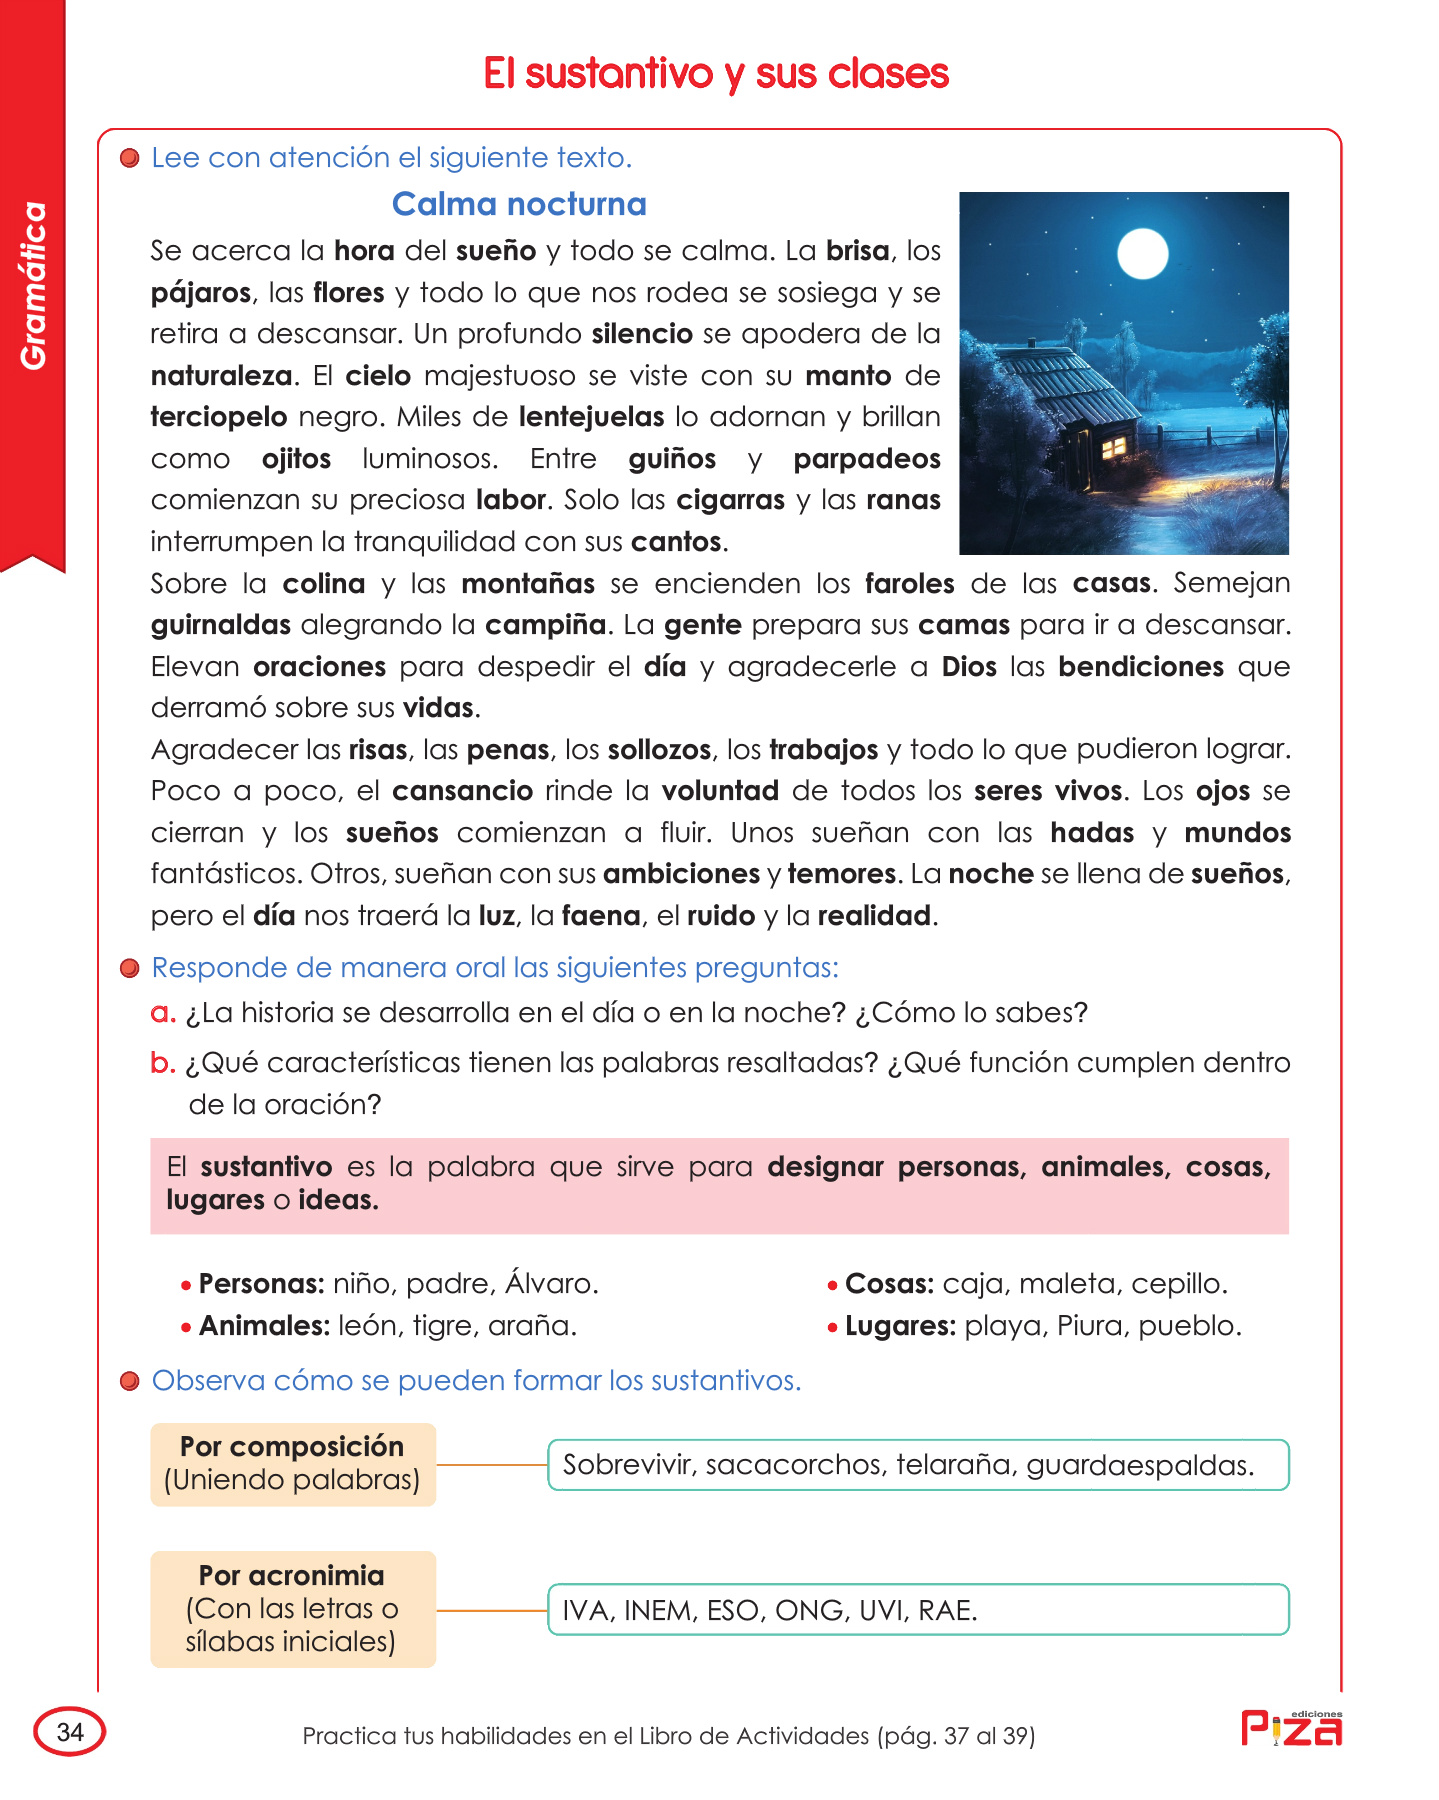 El sustantivo y sus clases
Gramática
Lee con atención el siguiente texto.
Calma nocturna
Se acerca la hora del sueño y todo se calma. La brisa, los
pájaros, las flores y todo lo que nos rodea se sosiega y se
retira a descansar. Un profundo silencio se apodera de la
naturaleza. El cielo majestuoso se viste con su manto de
terciopelo negro. Miles de lentejuelas lo adornan y brillan
como ojitos luminosos. Entre guiños y parpadeos
comienzan su preciosa labor. Solo las cigarras y las ranas
interrumpen la tranquilidad con sus cantos.
Sobre la colina y las montañas se encienden los faroles de las casas. Semejan
guirnaldas alegrando la campiña. La gente prepara sus camas para ir a descansar.
Elevan oraciones para despedir el día y agradecerle a Dios las bendiciones que
derramó sobre sus vidas.
Agradecer las risas, las penas, los sollozos, los trabajos y todo lo que pudieron lograr.
Poco a poco, el cansancio rinde la voluntad de todos los seres vivos. Los ojos se
cierran y los sueños comienzan a fluir. Unos sueñan con las hadas y mundos
fantásticos. Otros, sueñan con sus ambiciones y temores. La noche se llena de sueños,
pero el día nos traerá la luz, la faena, el ruido y la realidad.
Responde de manera oral las siguientes preguntas:
a. ¿La historia se desarrolla en el día o en la noche? ¿Cómo lo sabes?
b. ¿Qué características tienen las palabras resaltadas? ¿Qué función cumplen dentro
de la oración?
El sustantivo es la palabra que sirve para designar personas, animales, cosas,
lugares o ideas.
• Personas: niño, padre, Álvaro.
• Animales: león, tigre, araña.
• Cosas: caja, maleta, cepillo.
• Lugares: playa, Piura, pueblo.
Observa cómo se pueden formar los sustantivos.
Por composición
(Uniendo palabras)
Sobrevivir, sacacorchos, telaraña, guardaespaldas.
Por acronimia
(Con las letras o
sílabas iniciales)
IVA, INEM, ESO, ONG, UVI, RAE.
34
Practica tus habilidades en el Libro de Actividades (pág. 37 al 39)
ediciones
Piza